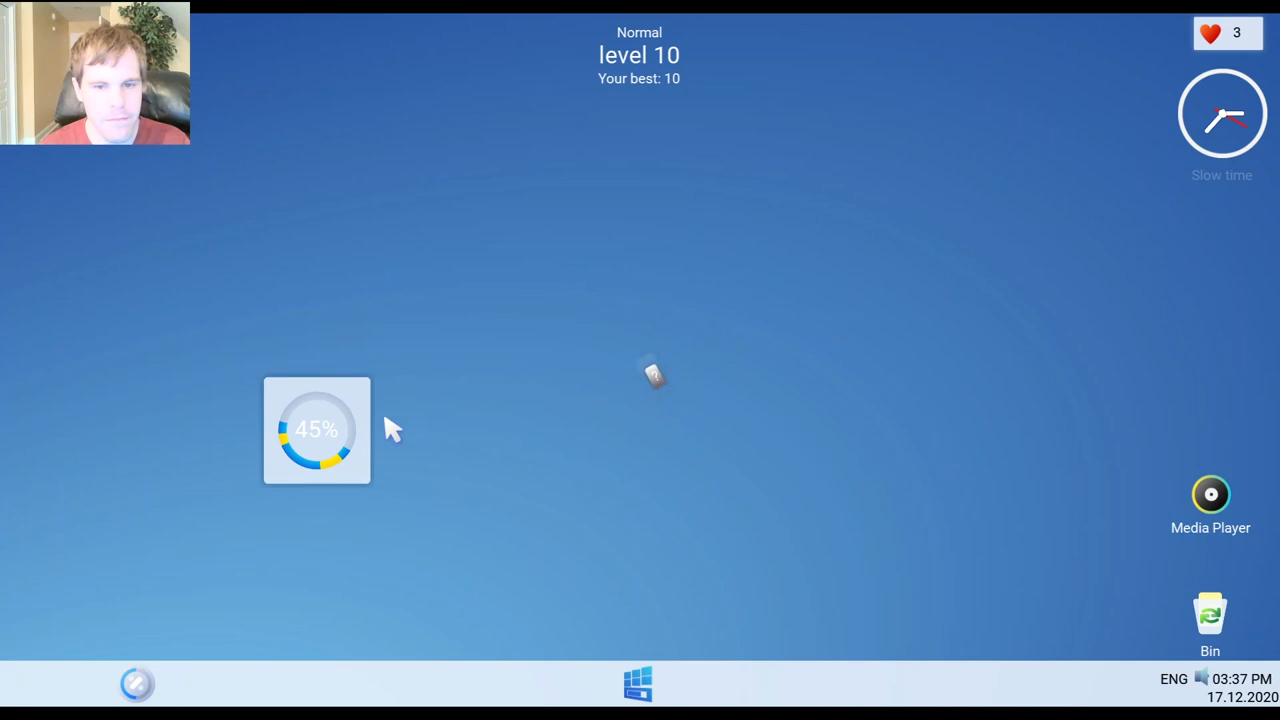 Normal
level 10
Your best: 10
3
Slow time
45%
?
Media Player
Bin
ENG 03:37 PM
17.12.2020